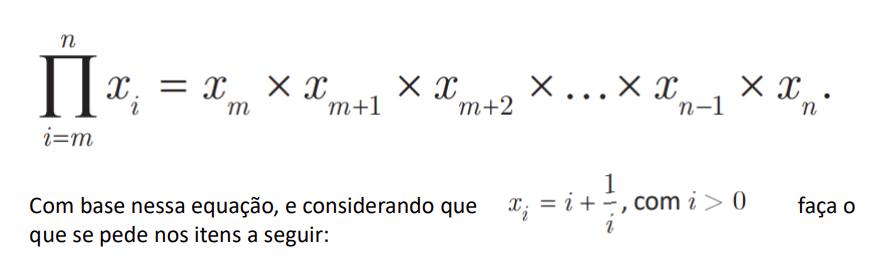 n
∏ x_i = x_m × x_{m+1} × x_{m+2} × ... × x_{n−1} × x_n.
i=m
Com base nessa equação, e considerando que x_i = i + 1/i, com i > 0 faça o
que se pede nos itens a seguir: